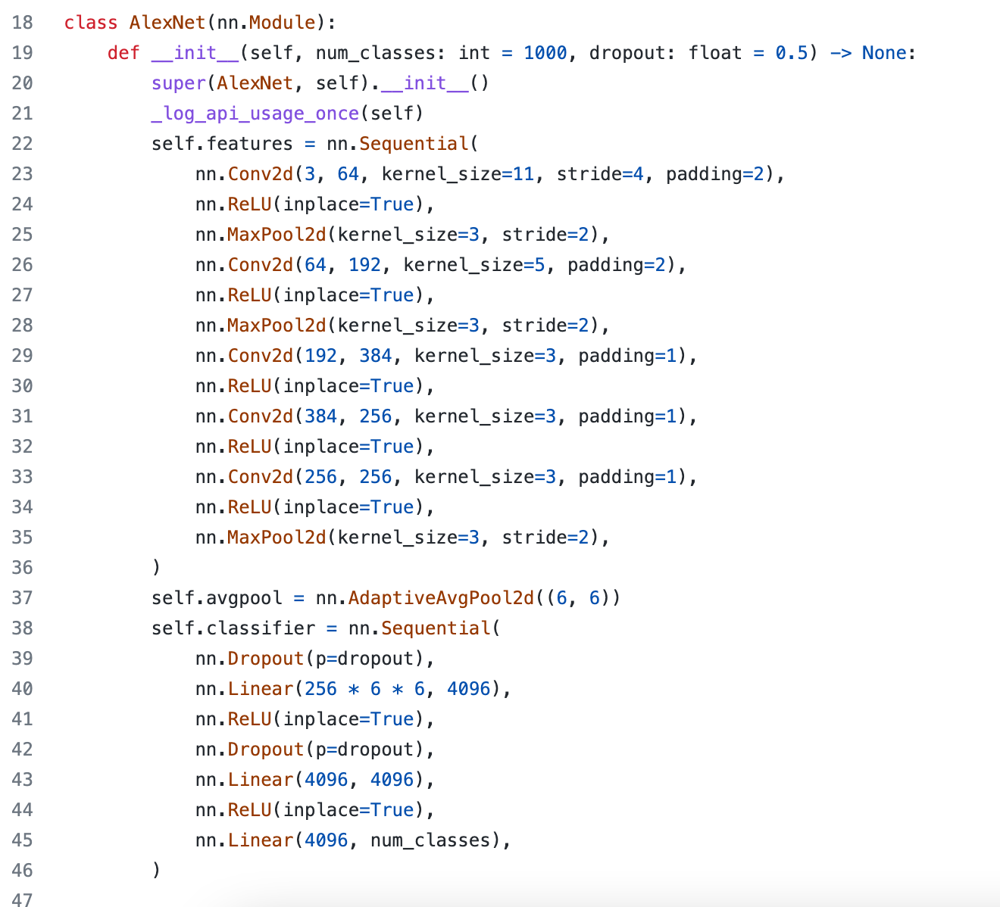 18 class AlexNet(nn.Module):
19     def __init__(self, num_classes: int = 1000, dropout: float = 0.5) -> None:
20         super(AlexNet, self).__init__()
21         _log_api_usage_once(self)
22         self.features = nn.Sequential(
23             nn.Conv2d(3, 64, kernel_size=11, stride=4, padding=2),
24             nn.ReLU(inplace=True),
25             nn.MaxPool2d(kernel_size=3, stride=2),
26             nn.Conv2d(64, 192, kernel_size=5, padding=2),
27             nn.ReLU(inplace=True),
28             nn.MaxPool2d(kernel_size=3, stride=2),
29             nn.Conv2d(192, 384, kernel_size=3, padding=1),
30             nn.ReLU(inplace=True),
31             nn.Conv2d(384, 256, kernel_size=3, padding=1),
32             nn.ReLU(inplace=True),
33             nn.Conv2d(256, 256, kernel_size=3, padding=1),
34             nn.ReLU(inplace=True),
35             nn.MaxPool2d(kernel_size=3, stride=2),
36         )
37         self.avgpool = nn.AdaptiveAvgPool2d((6, 6))
38         self.classifier = nn.Sequential(
39             nn.Dropout(p=dropout),
40             nn.Linear(256 * 6 * 6, 4096),
41             nn.ReLU(inplace=True),
42             nn.Dropout(p=dropout),
43             nn.Linear(4096, 4096),
44             nn.ReLU(inplace=True),
45             nn.Linear(4096, num_classes),
46         )
47